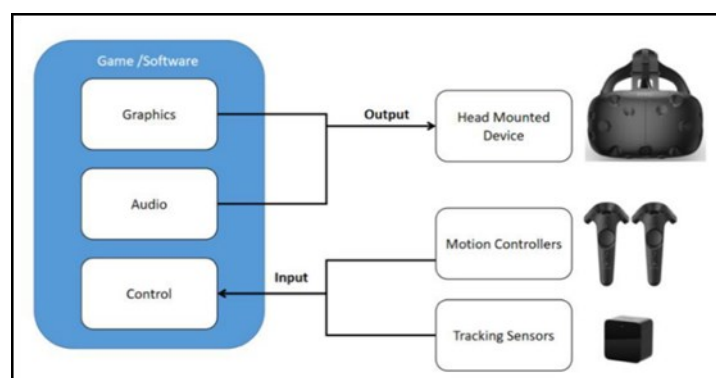 Game /Software
Graphics
Output
Head Mounted
Device
Audio
Motion Controllers
Input
Control
Tracking Sensors